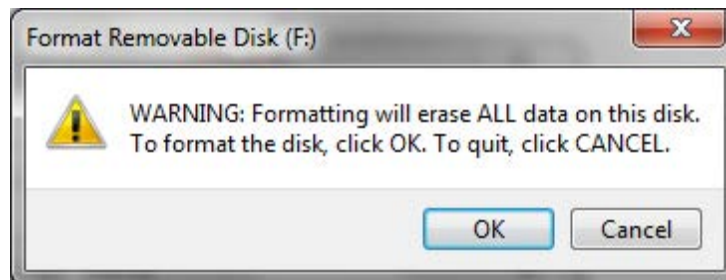 Format Removable Disk (F:)
WARNING: Formatting will erase ALL data on this disk.
To format the disk, click OK. To quit, click CANCEL.
OK
Cancel